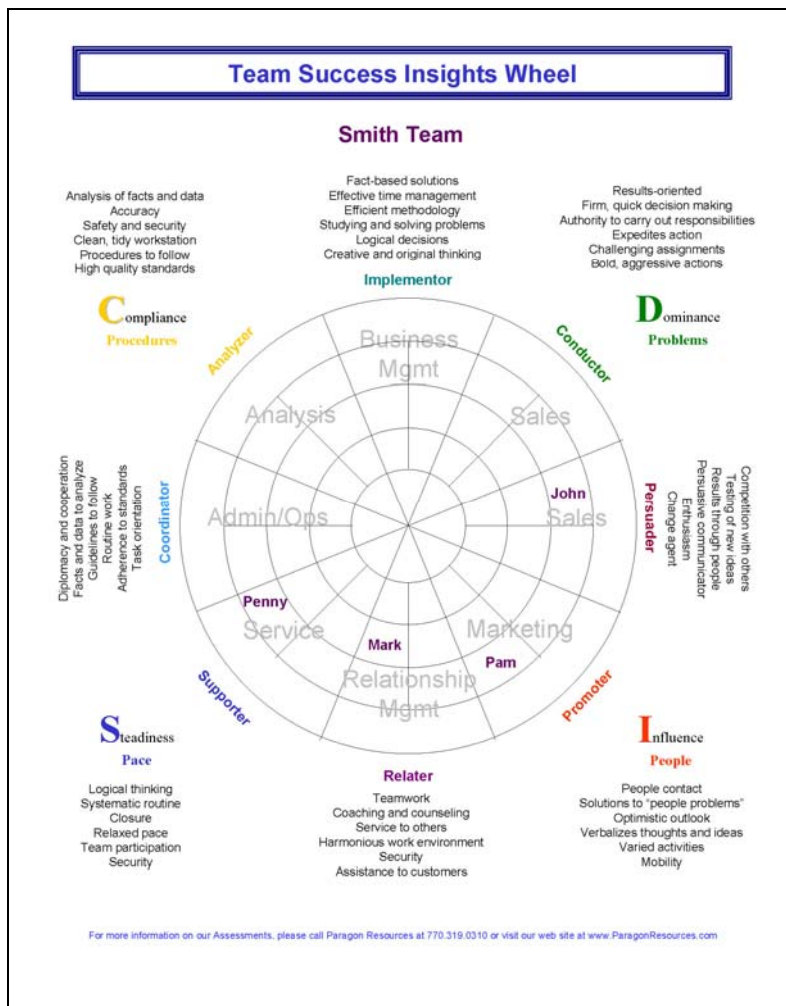 Team Success Insights Wheel
Smith Team
Analysis of facts and data
Accuracy
Safety and security
Clean, tidy workstation
Procedures to follow
High quality standards
Compliance
Procedures
Fact-based solutions
Effective time management
Efficient methodology
Studying and solving problems
Logical decisions
Creative and original thinking
Implementor
Results-oriented
Firm, quick decision making
Authority to carry out responsibilities
Expedites action
Challenging assignments
Bold, aggressive actions
Dominance
Problems
Analyzer
Conductor
Business
Mgmt
Analysis
Sales
Diplomacy and cooperation
Facts and data to analyze
Guidelines to follow
Routine work
Adherence to standards
Task orientation
Coordinator
Admin/Ops
John
Sales
Persuader
Competition with others
Testing of new ideas
Results through people
Persuasive communicator
Enthusiasm
Change agent
Penny
Service
Mark
Marketing
Pam
Relationship
Mgmt
Supporter
Promoter
Steadiness
Pace
Logical thinking
Systematic routine
Closure
Relaxed pace
Team participation
Security
Relater
Teamwork
Coaching and counseling
Service to others
Harmonious work environment
Security
Assistance to customers
Influence
People
People contact
Solutions to "people problems"
Optimistic outlook
Verbalizes thoughts and ideas
Varied activities
Mobility
For more information on our Assessments, please call Paragon Resources at 770.319.0310 or visit our web site at www.ParagonResources.com